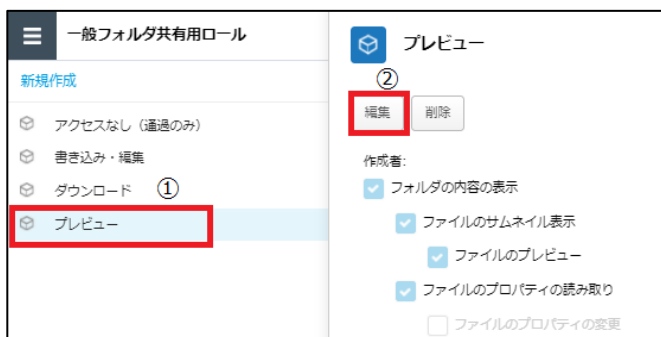 一般フォルダ共有用ロール
新規作成
アクセスなし（通過のみ）
書き込み・編集
ダウンロード ①
プレビュー
プレビュー
②
編集 削除
作成者:
フォルダの内容の表示
ファイルのサムネイル表示
ファイルのプレビュー
ファイルのプロパティの読み取り
ファイルのプロパティの変更